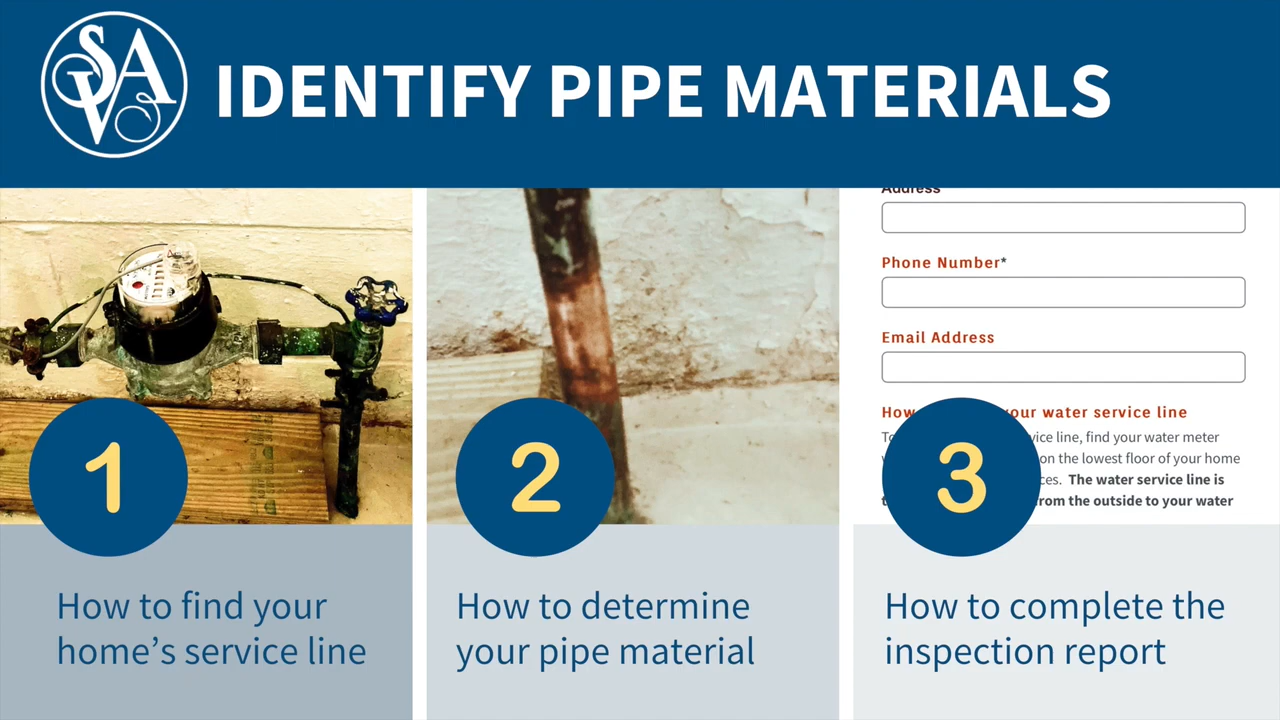 SAVS
IDENTIFY PIPE MATERIALS
1
How to find your
home's service line
2
How to determine
your pipe material
Address
Phone Number*
Email Address
How your water service line
vice line, find your water meter
on the lowest floor of your home
ces. The water service line is
from the outside to your water
3
How to complete the
inspection report